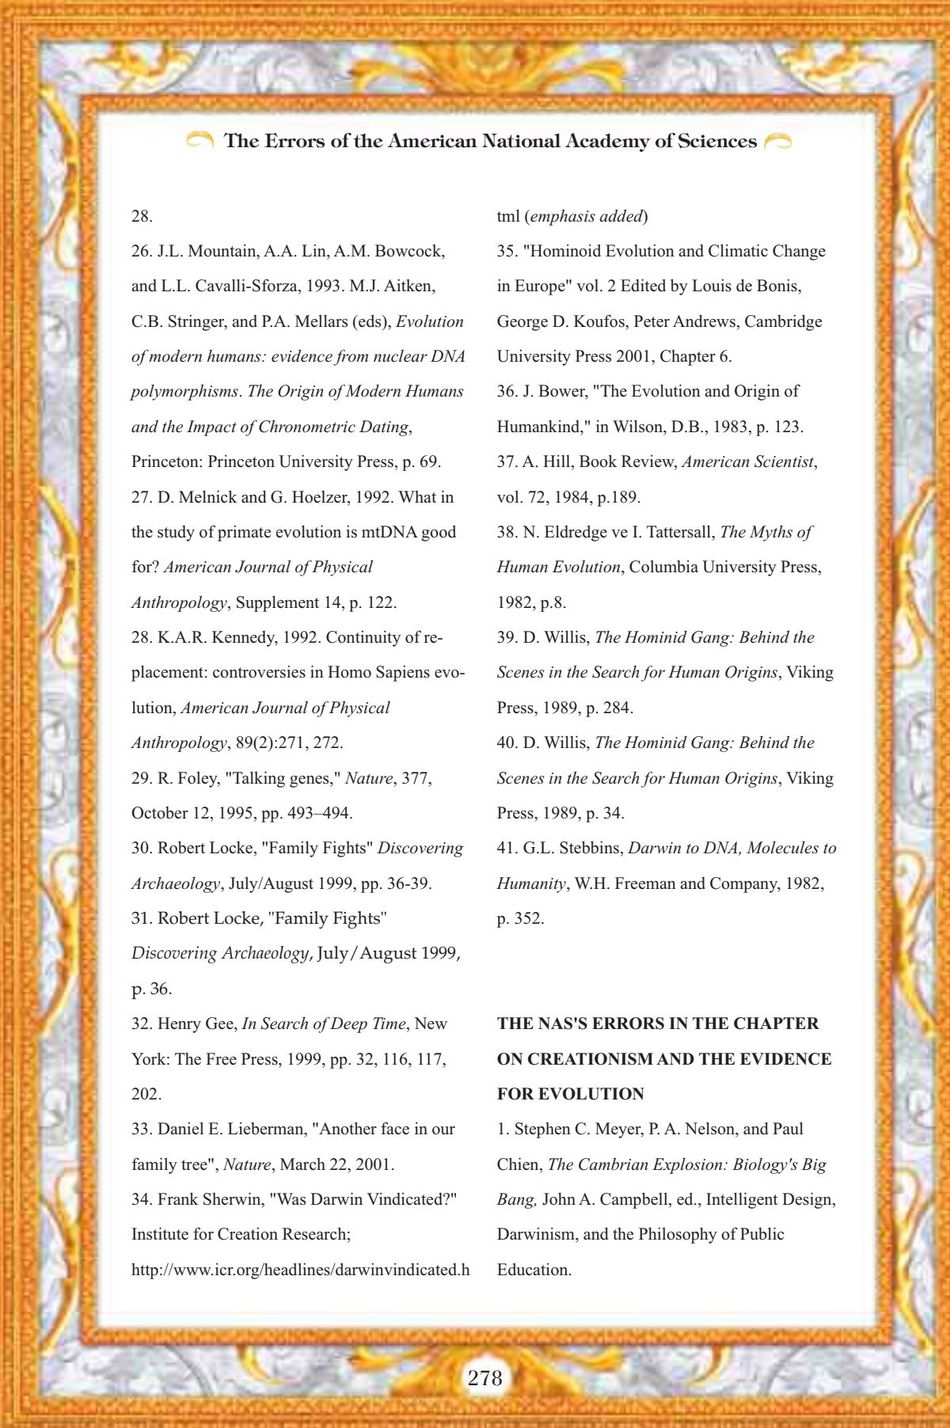 The Errors of the American National Academy of Sciences
28.
26. J.L. Mountain, A.A. Lin, A.M. Bowcock,
and L.L. Cavalli-Sforza, 1993. M.J. Aitken,
C.B. Stringer, and P.A. Mellars (eds), Evolution
of modern humans: evidence from nuclear DNA
polymorphisms. The Origin of Modern Humans
and the Impact of Chronometric Dating,
Princeton: Princeton University Press, p. 69.
27. D. Melnick and G. Hoelzer, 1992. What in
the study of primate evolution is mtDNA good
for? American Journal of Physical
Anthropology, Supplement 14, p. 122.
28. K.A.R. Kennedy, 1992. Continuity of re-
placement: controversies in Homo Sapiens evo-
lution, American Journal of Physical
Anthropology, 89(2):271, 272.
29. R. Foley, "Talking genes," Nature, 377,
October 12, 1995, pp. 493–494.
30. Robert Locke, "Family Fights" Discovering
Archaeology, July/August 1999, pp. 36-39.
31. Robert Locke, "Family Fights"
Discovering Archaeology, July/August 1999,
p. 36.
32. Henry Gee, In Search of Deep Time, New
York: The Free Press, 1999, pp. 32, 116, 117,
202.
33. Daniel E. Lieberman, "Another face in our
family tree", Nature, March 22, 2001.
34. Frank Sherwin, "Was Darwin Vindicated?"
Institute for Creation Research;
http://www.icr.org/headlines/darwinvindicated.h
tml (emphasis added)
35. "Hominoid Evolution and Climatic Change
in Europe" vol. 2 Edited by Louis de Bonis,
George D. Koufos, Peter Andrews, Cambridge
University Press 2001, Chapter 6.
36. J. Bower, "The Evolution and Origin of
Humankind," in Wilson, D.B., 1983, p. 123.
37. A. Hill, Book Review, American Scientist,
vol. 72, 1984, p.189.
38. N. Eldredge ve I. Tattersall, The Myths of
Human Evolution, Columbia University Press,
1982, p.8.
39. D. Willis, The Hominid Gang: Behind the
Scenes in the Search for Human Origins, Viking
Press, 1989, p. 284.
40. D. Willis, The Hominid Gang: Behind the
Scenes in the Search for Human Origins, Viking
Press, 1989, p. 34.
41. G.L. Stebbins, Darwin to DNA, Molecules to
Humanity, W.H. Freeman and Company, 1982,
p. 352.
THE NAS'S ERRORS IN THE CHAPTER
ON CREATIONISM AND THE EVIDENCE
FOR EVOLUTION
1. Stephen C. Meyer, P. A. Nelson, and Paul
Chien, The Cambrian Explosion: Biology's Big
Bang, John A. Campbell, ed., Intelligent Design,
Darwinism, and the Philosophy of Public
Education.
278